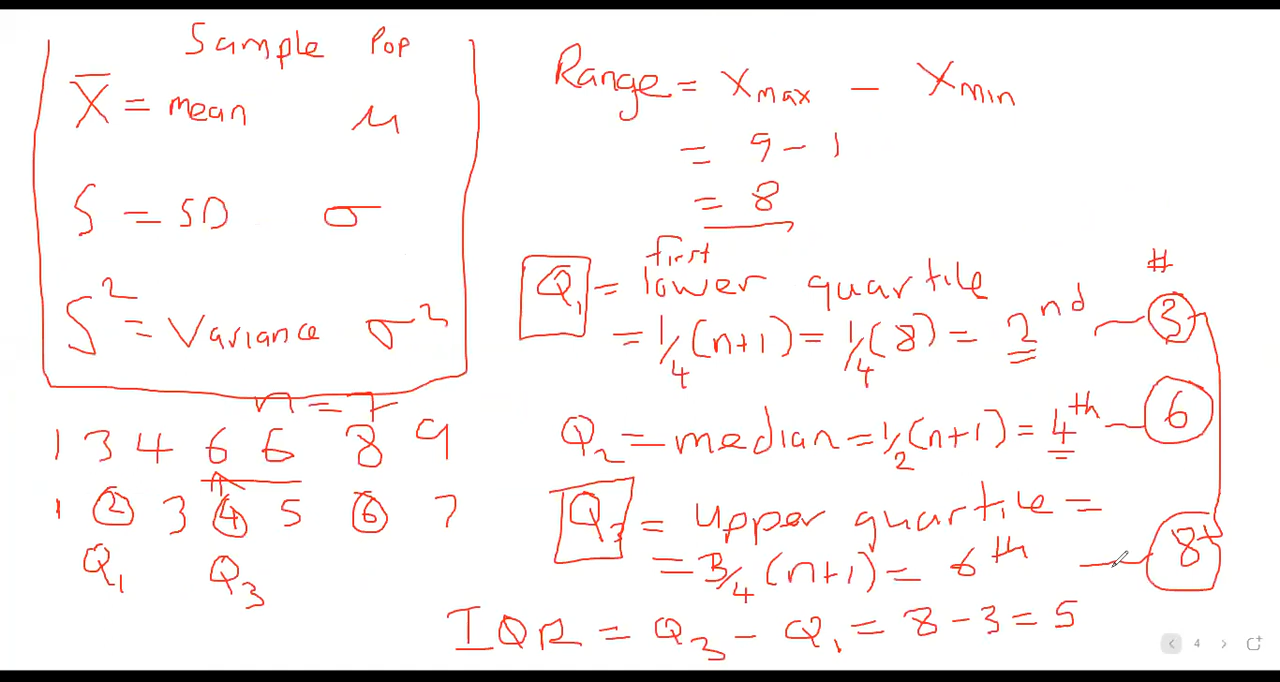 Sample Pop
X̅ = mean μ
S = SD σ
S² = Variance σ²
n = 7
1 3 4 6 6 8 9
1 2 3 4 5 6 7
Q₁ Q₃
Range = Xmax − Xmin
= 9 − 1
= 8
first
Q₁ = lower quartile #
= 1/4 (n+1) = 1/4 (8) = 2nd — 3
Q₂ = median = 1/2 (n+1) = 4th — 6
Q₃ = upper quartile =
= 3/4 (n+1) = 6th — 8
IQR = Q₃ − Q₁ = 8 − 3 = 5
< 4 >